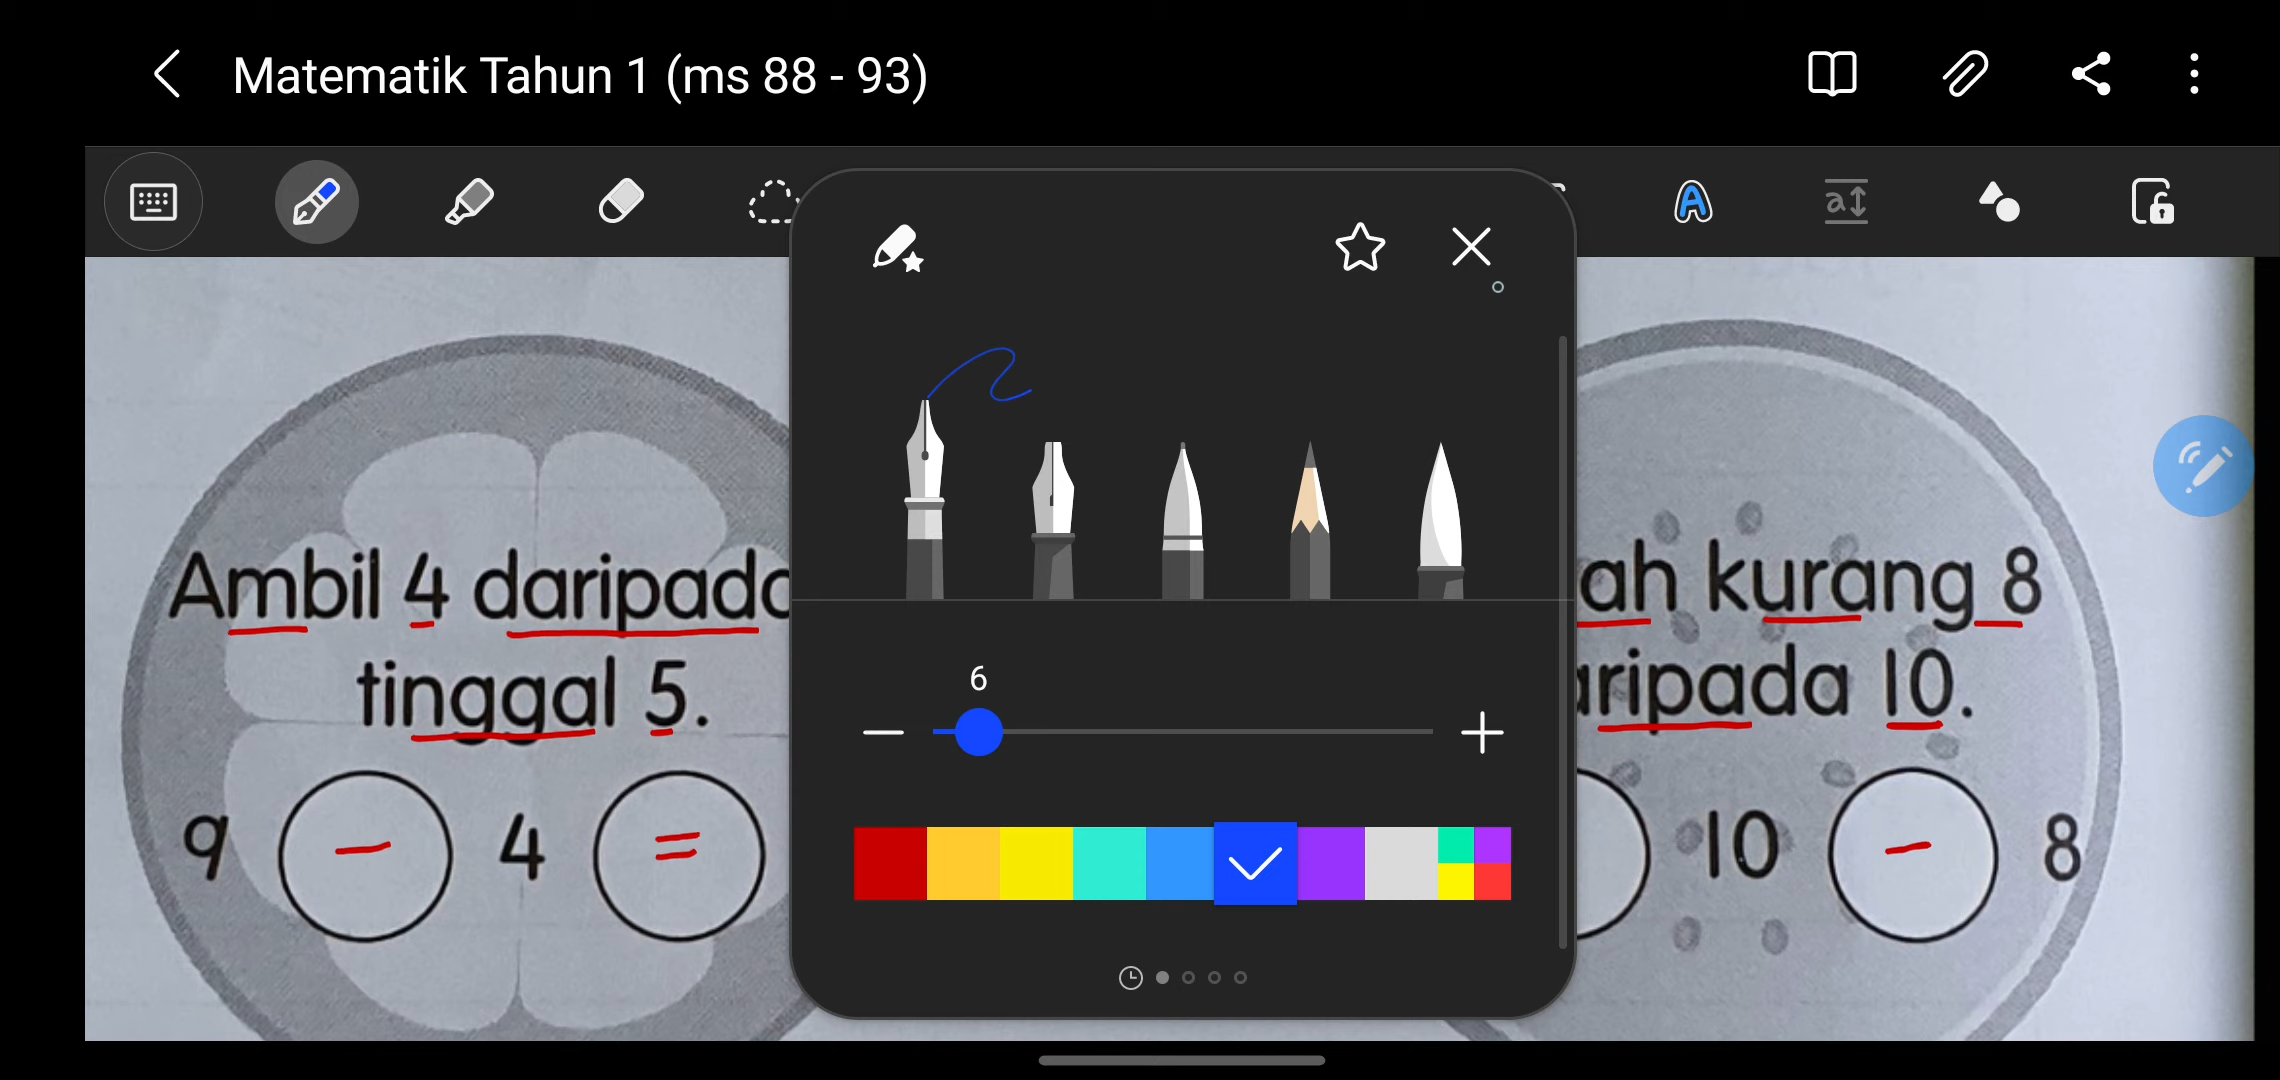 Matematik Tahun 1 (ms 88 - 93)
A
a
Ambil 4 daripada
tinggal 5.
9 − 4 =
6
ah kurang 8
aripada 10.
10 − 8